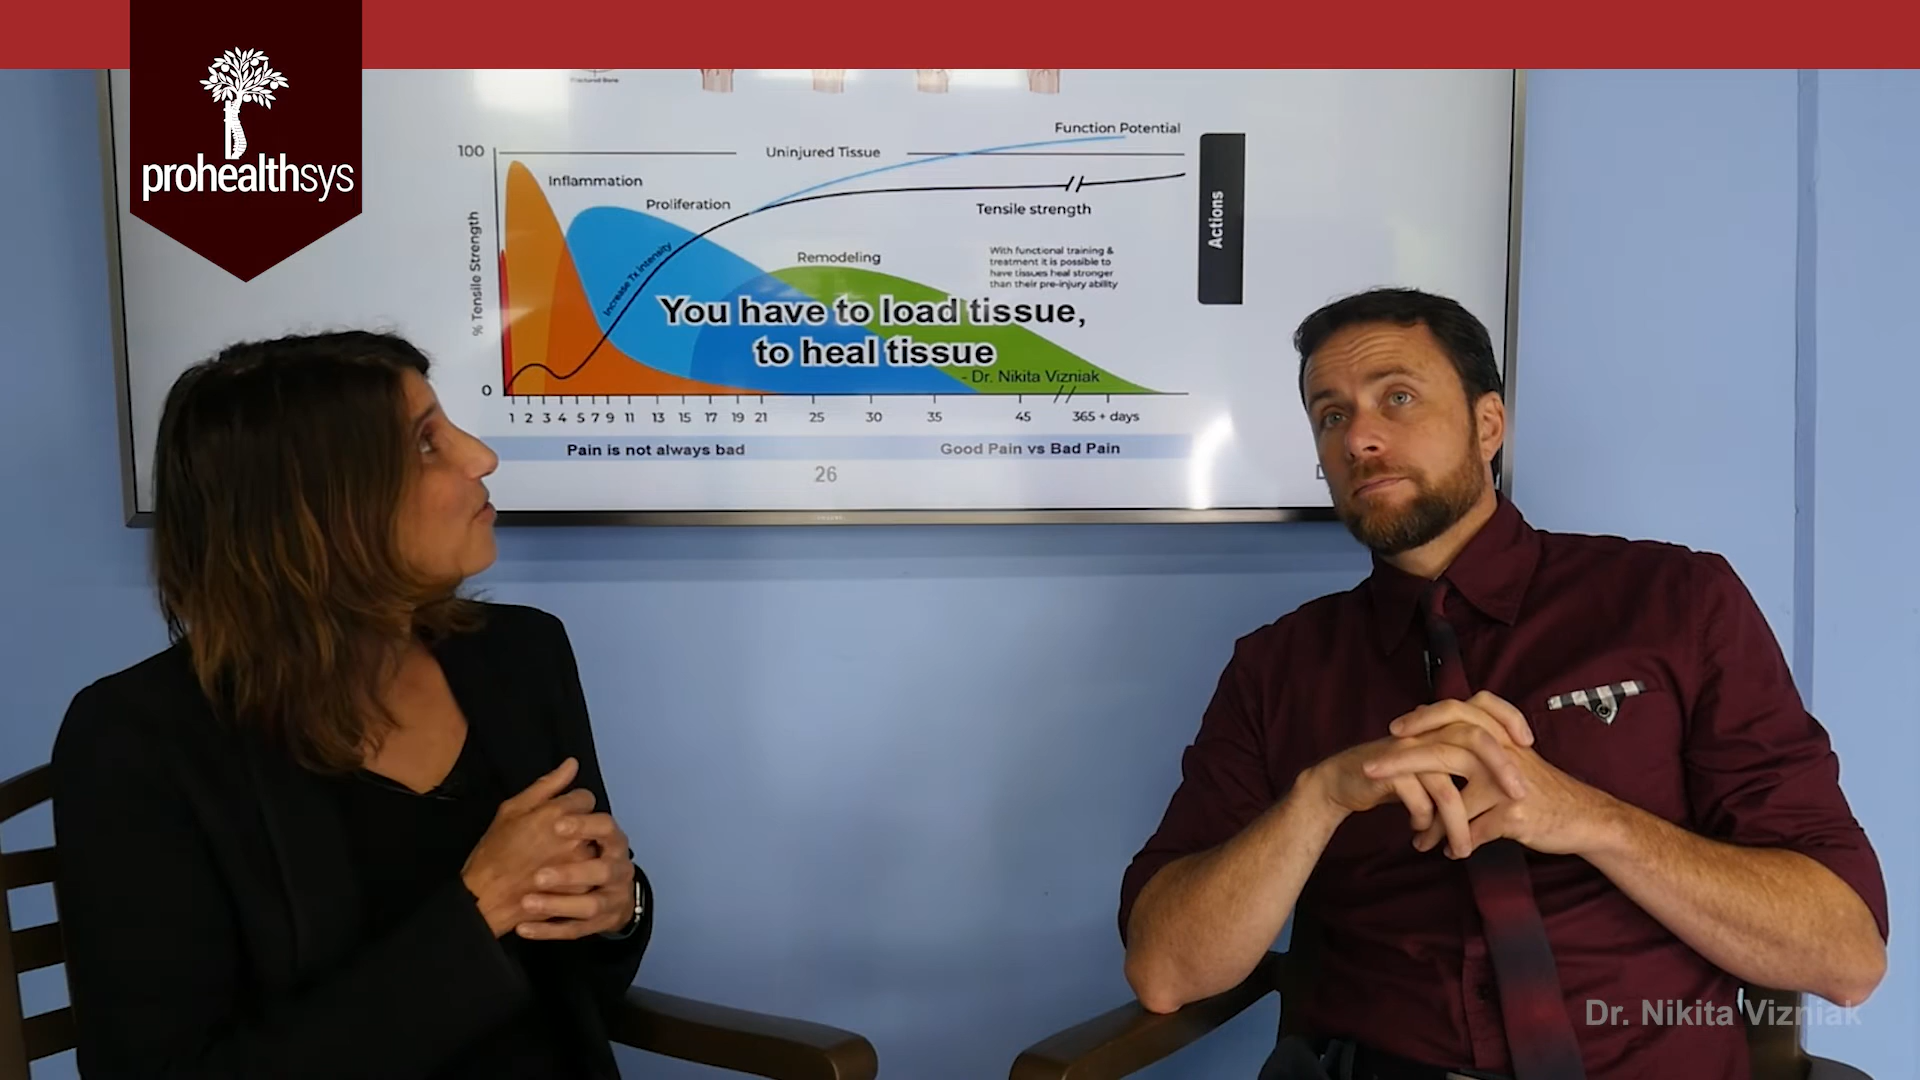 prohealthsys
Fractured Bone
Function Potential
100
Uninjured Tissue
Inflammation
Proliferation
Tensile strength
Actions
% Tensile Strength
Increase Tx Intensity
Remodeling
With functional training &
treatment it is possible to
have tissues heal stronger
than their pre-injury ability
You have to load tissue,
to heal tissue
- Dr. Nikita Vizniak
0
1 2 3 4 5 7 9 11 13 15 17 19 21 25 30 35 45 365 + days
Pain is not always bad
Good Pain vs Bad Pain
26
Dr. Nikita Vizniak